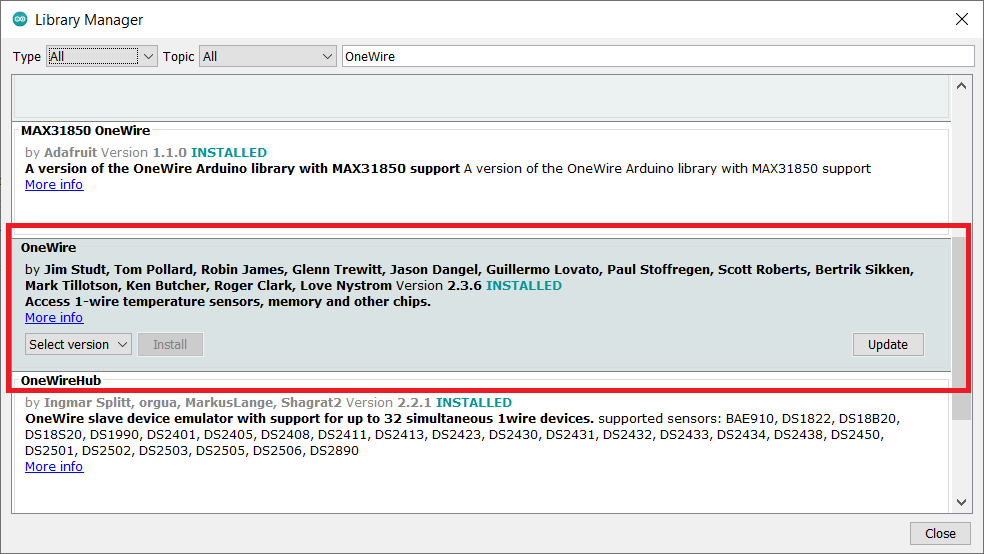 Library Manager
Type All Topic All OneWire
MAX31850 OneWire
by Adafruit Version 1.1.0 INSTALLED
A version of the OneWire Arduino library with MAX31850 support A version of the OneWire Arduino library with MAX31850 support
More info
OneWire
by Jim Studt, Tom Pollard, Robin James, Glenn Trewitt, Jason Dangel, Guillermo Lovato, Paul Stoffregen, Scott Roberts, Bertrik Sikken,
Mark Tillotson, Ken Butcher, Roger Clark, Love Nystrom Version 2.3.6 INSTALLED
Access 1-wire temperature sensors, memory and other chips.
More info
Select version Install Update
OneWireHub
by Ingmar Splitt, orgua, MarkusLange, Shagrat2 Version 2.2.1 INSTALLED
OneWire slave device emulator with support for up to 32 simultaneous 1wire devices. supported sensors: BAE910, DS1822, DS18B20,
DS18S20, DS1990, DS2401, DS2405, DS2408, DS2411, DS2413, DS2423, DS2430, DS2431, DS2432, DS2433, DS2434, DS2438, DS2450,
DS2501, DS2502, DS2503, DS2505, DS2506, DS2890
More info
Close